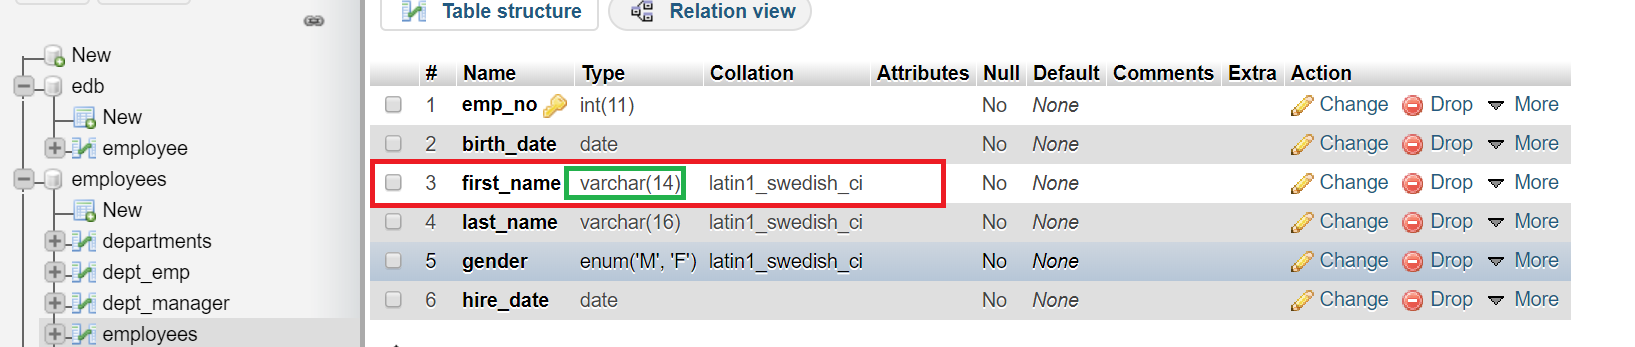 Table structure Relation view
New
edb
New
employee
employees
New
departments
dept_emp
dept_manager
employees
# Name Type Collation Attributes Null Default Comments Extra Action
1 emp_no int(11) No None Change Drop More
2 birth_date date No None Change Drop More
3 first_name varchar(14) latin1_swedish_ci No None Change Drop More
4 last_name varchar(16) latin1_swedish_ci No None Change Drop More
5 gender enum('M', 'F') latin1_swedish_ci No None Change Drop More
6 hire_date date No None Change Drop More